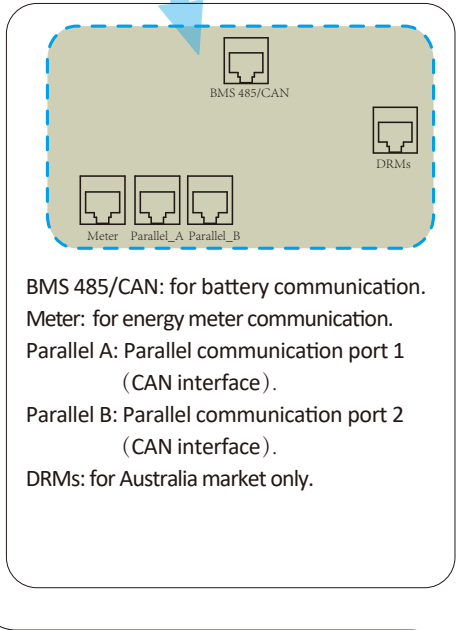 BMS 485/CAN
DRMs
Meter Parallel_A Parallel_B
BMS 485/CAN: for battery communication.
Meter: for energy meter communication.
Parallel A: Parallel communication port 1
（CAN interface）.
Parallel B: Parallel communication port 2
（CAN interface）.
DRMs: for Australia market only.